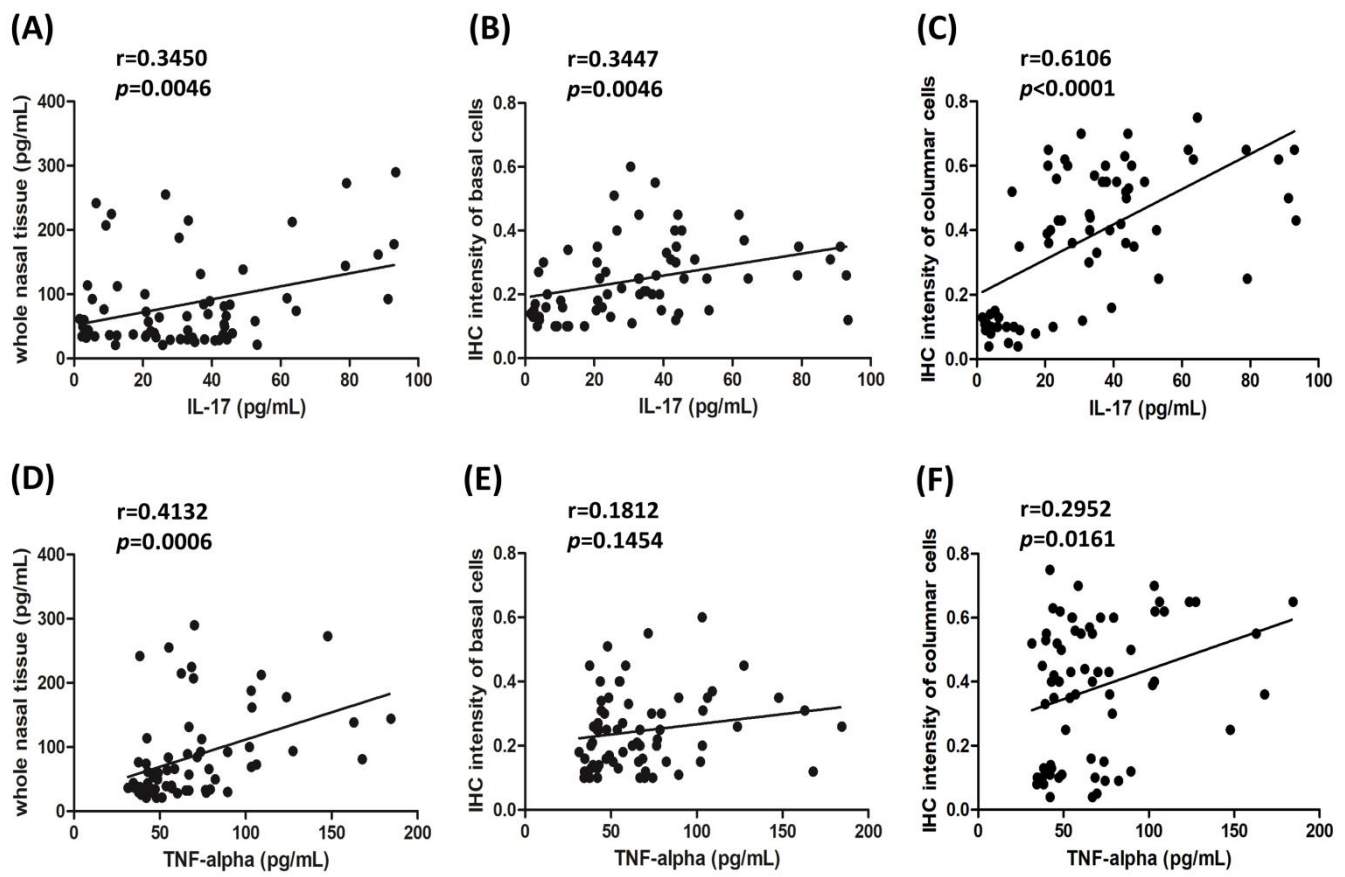 (A)
r=0.3450
p=0.0046
whole nasal tissue (pg/mL)
400
300
200
100
0
0 20 40 60 80 100
IL-17 (pg/mL)
(B)
r=0.3447
p=0.0046
IHC intensity of basal cells
0.8
0.6
0.4
0.2
0.0
0 20 40 60 80 100
IL-17 (pg/mL)
(C)
r=0.6106
p<0.0001
IHC intensity of columnar cells
0.8
0.6
0.4
0.2
0.0
0 20 40 60 80 100
IL-17 (pg/mL)
(D)
r=0.4132
p=0.0006
whole nasal tissue (pg/mL)
400
300
200
100
0
0 50 100 150 200
TNF-alpha (pg/mL)
(E)
r=0.1812
p=0.1454
IHC intensity of basal cells
0.8
0.6
0.4
0.2
0.0
0 50 100 150 200
TNF-alpha (pg/mL)
(F)
r=0.2952
p=0.0161
IHC intensity of columnar cells
0.8
0.6
0.4
0.2
0.0
0 50 100 150 200
TNF-alpha (pg/mL)